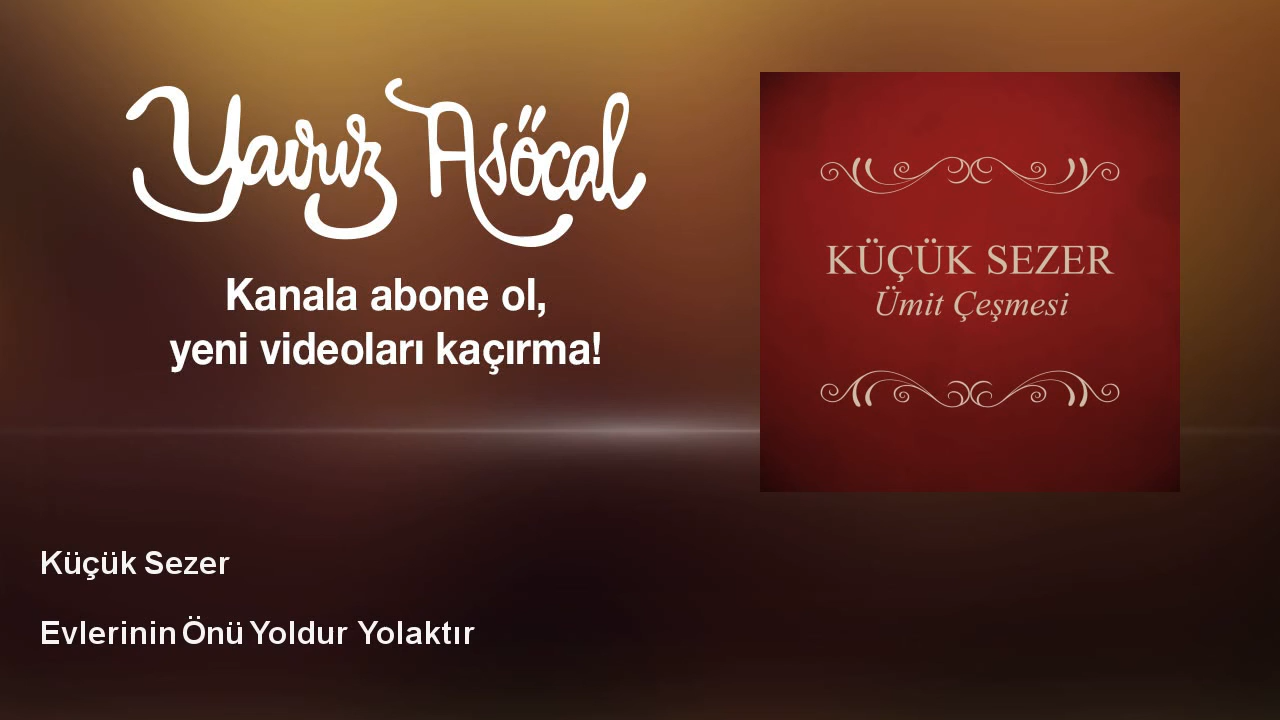 Yavuz Asöcal
Kanala abone ol,
yeni videoları kaçırma!
KÜÇÜK SEZER
Ümit Çeşmesi
Küçük Sezer
Evlerinin Önü Yoldur Yolaktır